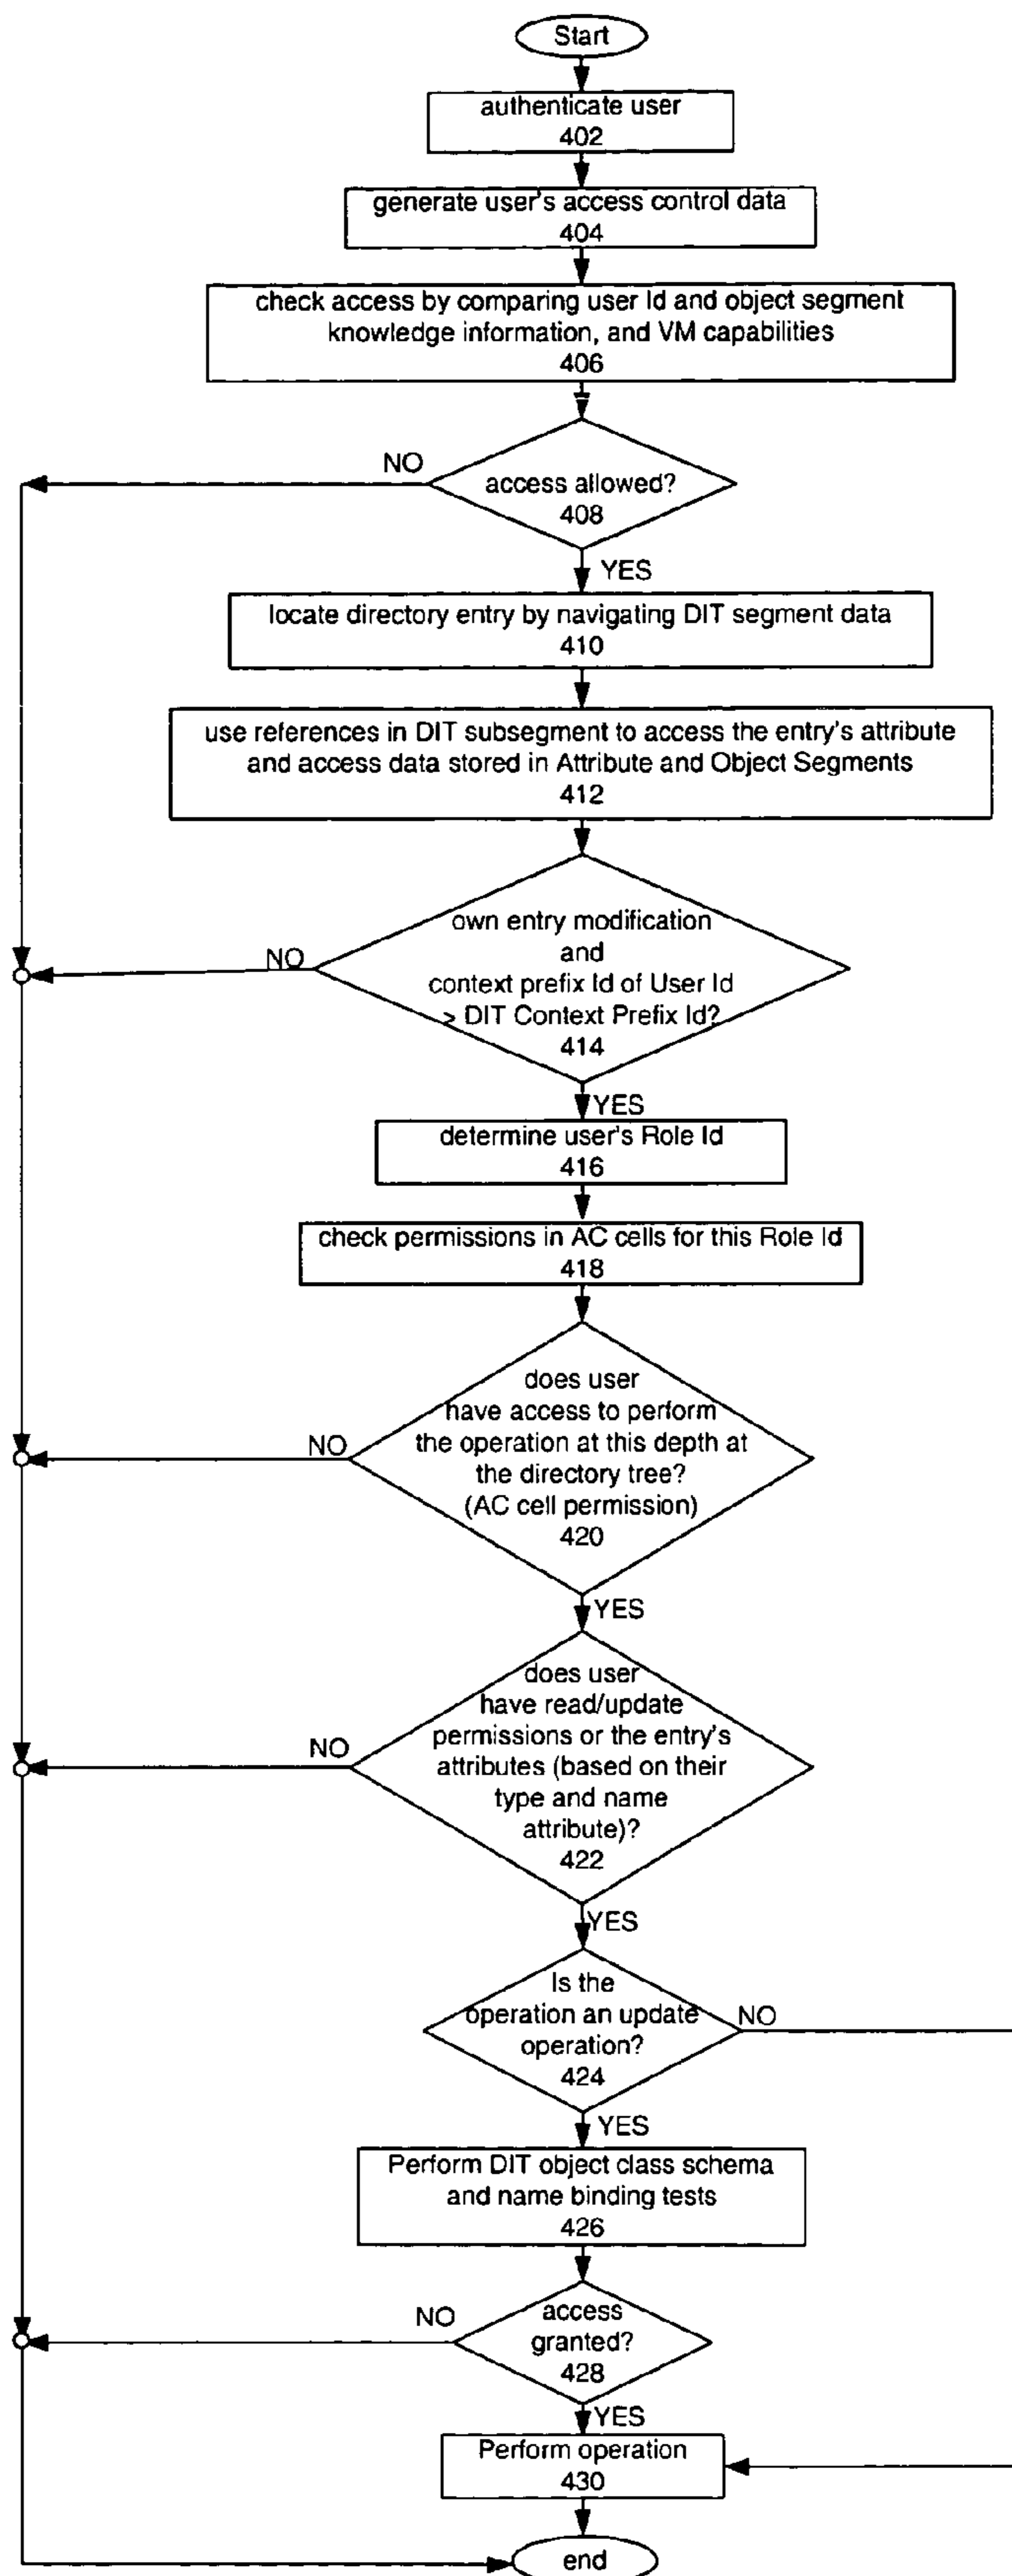 Start
authenticate user
402
generate user's access control data
404
check access by comparing user Id and object segment
knowledge information, and VM capabilities
406
NO
access allowed?
408
YES
locate directory entry by navigating DIT segment data
410
use references in DIT subsegment to access the entry's attribute
and access data stored in Attribute and Object Segments
412
own entry modification
and
NO
context prefix Id of User Id
> DIT Context Prefix Id?
414
YES
determine user's Role Id
416
check permissions in AC cells for this Role Id
418
does user
have access to perform
NO
the operation at this depth at
the directory tree?
(AC cell permission)
420
YES
does user
have read/update
permissions or the entry's
NO
attributes (based on their
type and name
attribute)?
422
YES
Is the
operation an update
NO
operation?
424
YES
Perform DIT object class schema
and name binding tests
426
NO
access
granted?
428
YES
Perform operation
430
end